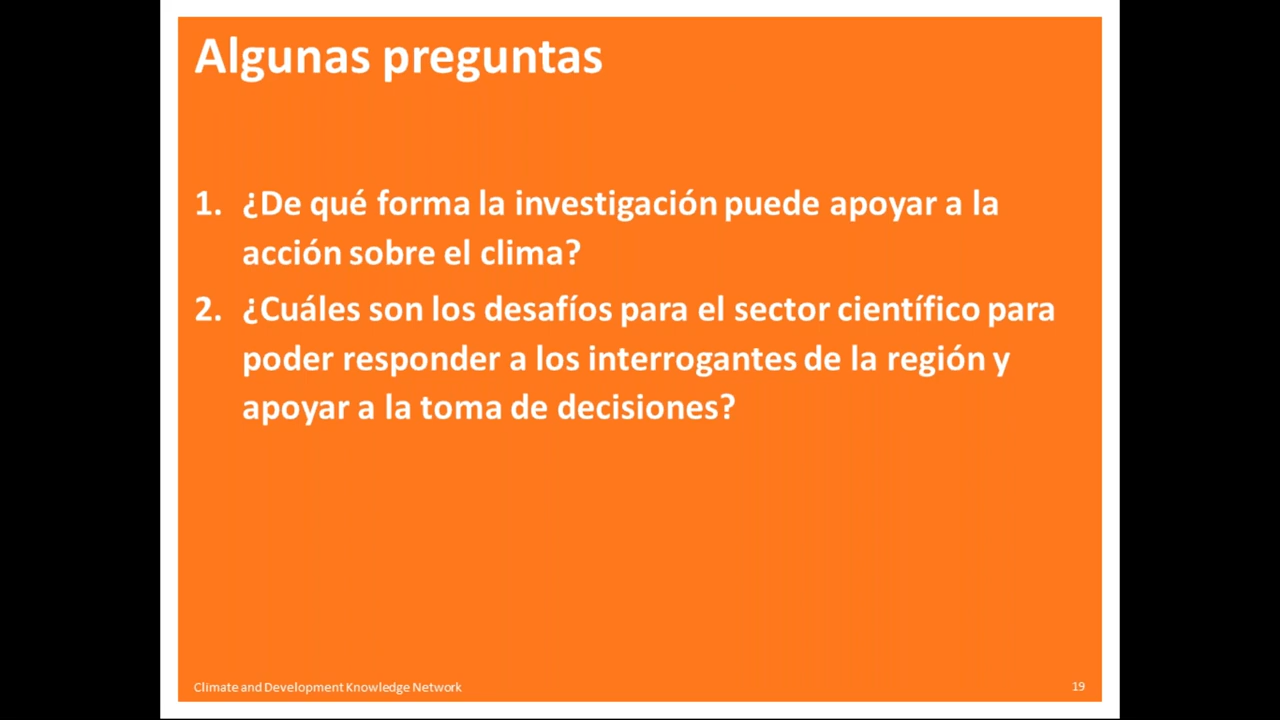 Algunas preguntas
1. ¿De qué forma la investigación puede apoyar a la
acción sobre el clima?
2. ¿Cuáles son los desafíos para el sector científico para
poder responder a los interrogantes de la región y
apoyar a la toma de decisiones?
Climate and Development Knowledge Network
19